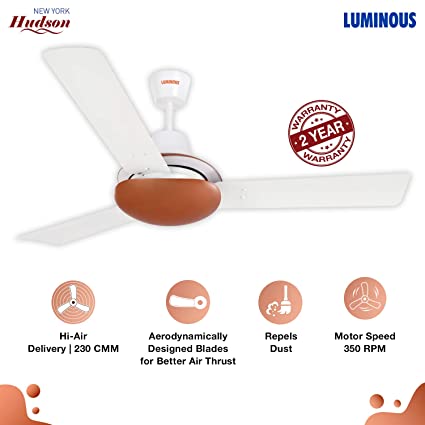 NEW YORK
Hudson
LUMINOUS
LUMINOUS
WARRANTY
2 YEAR
WARRANTY
Hi-Air
Delivery | 230 CMM
Aerodynamically
Designed Blades
for Better Air Thrust
Repels
Dust
Motor Speed
350 RPM